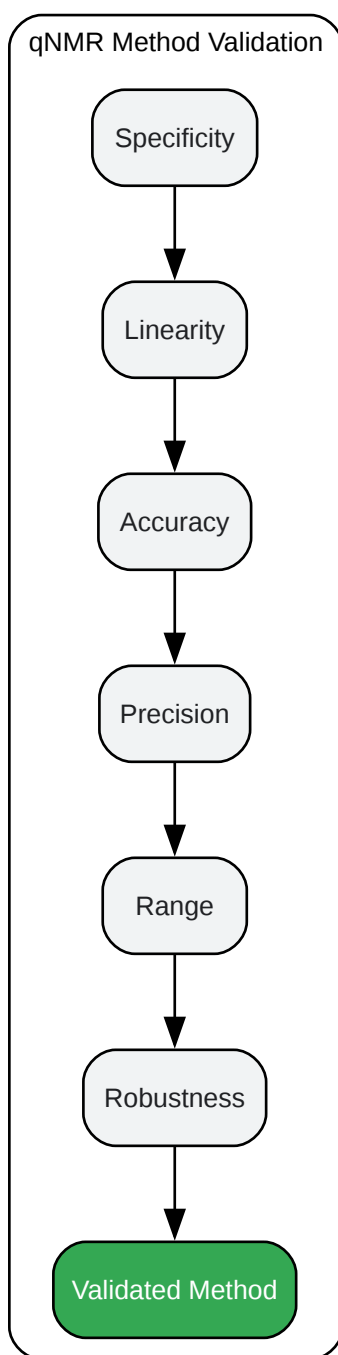 qNMR Method Validation
Specificity
Linearity
Accuracy
Precision
Range
Robustness
Validated Method